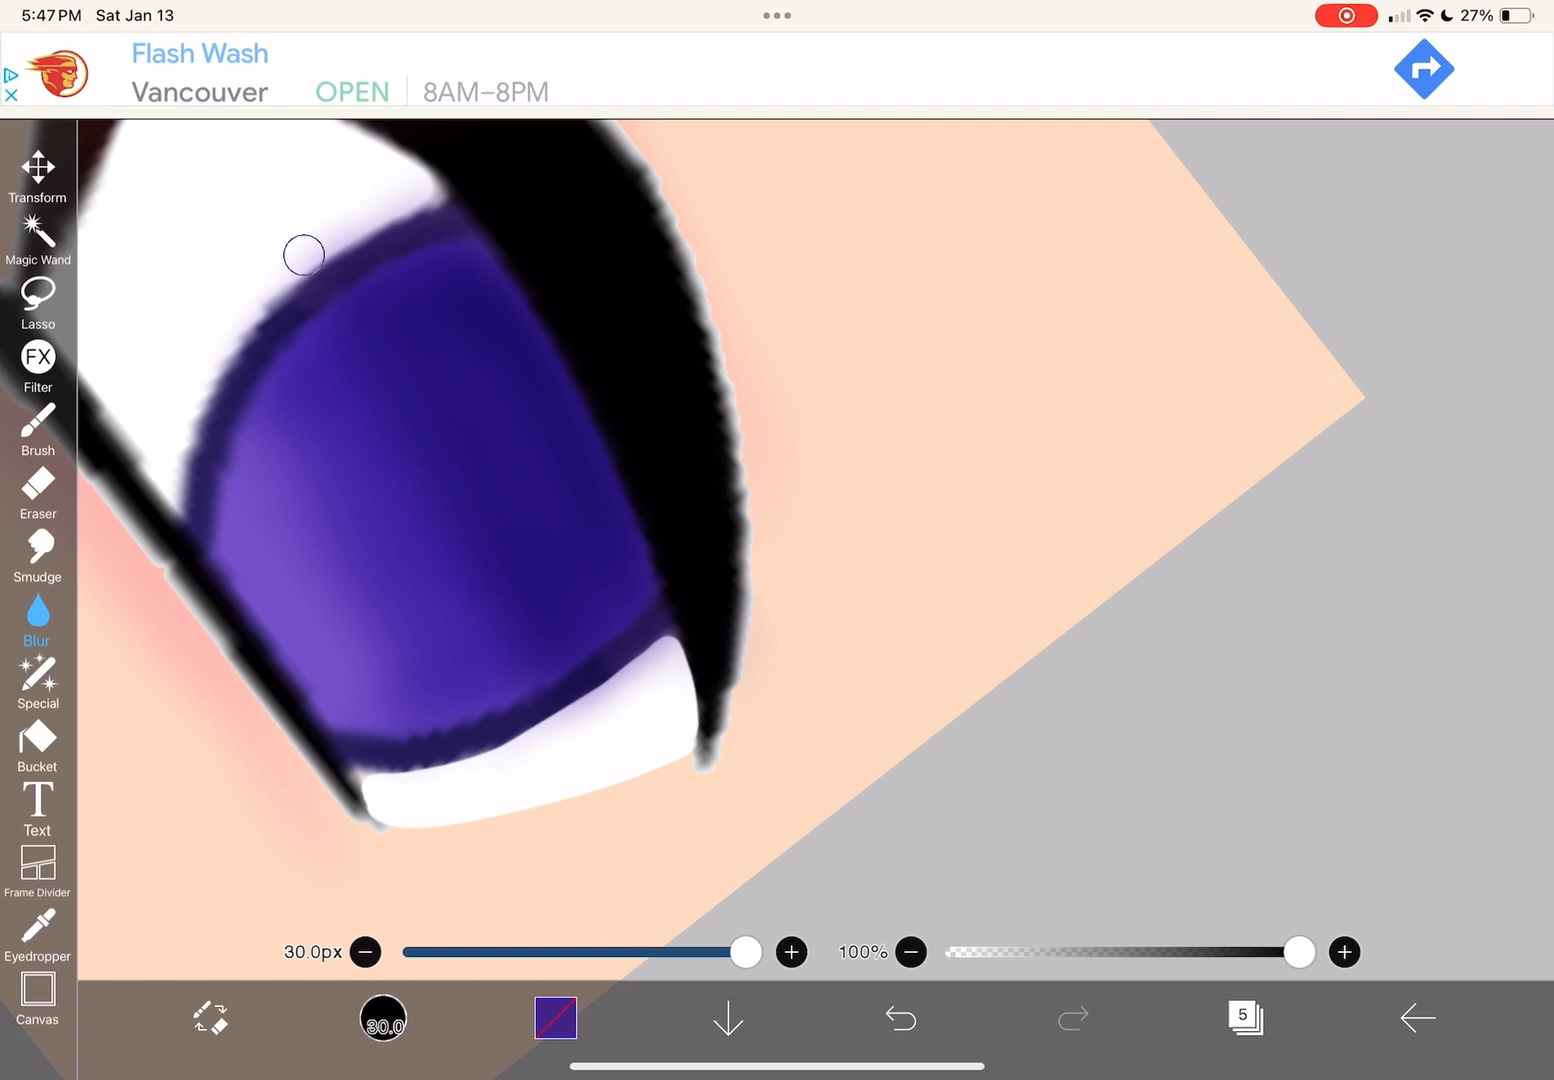 5:47 PM Sat Jan 13
27%
Flash Wash
Vancouver OPEN 8AM–8PM
Transform
Magic Wand
Lasso
FX
Filter
Brush
Eraser
Smudge
Blur
Special
Bucket
T
Text
Frame Divider
Eyedropper
Canvas
30.0px
100%
30.0
5